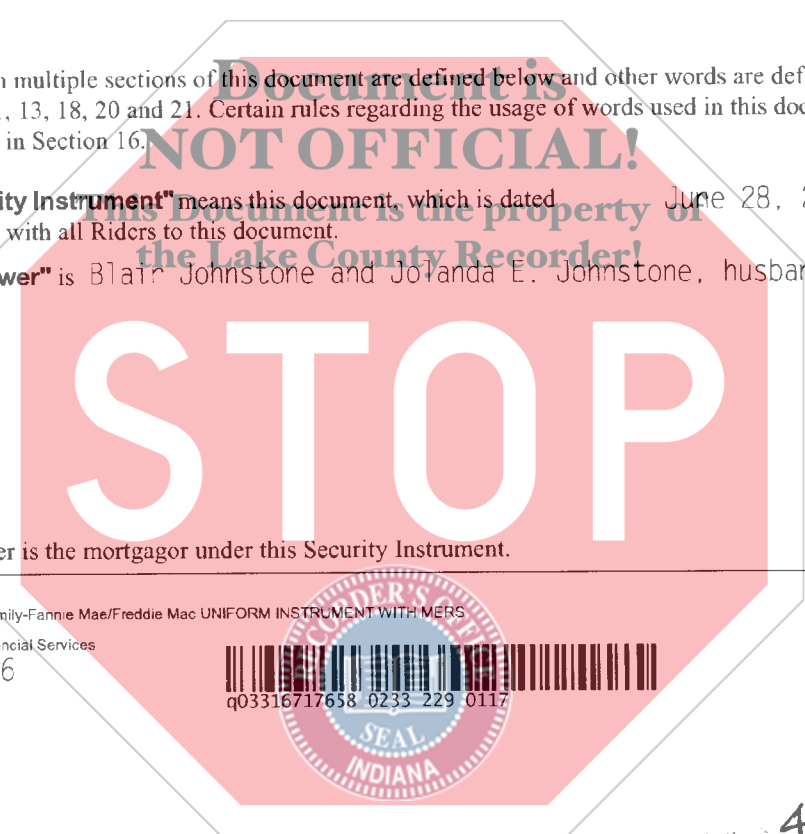 multiple sections of this document are defined below and other words are def
, 13, 18, 20 and 21. Certain rules regarding the usage of words used in this doc
in Section 16.
Document is
NOT OFFICIAL!
This Document is the property of
the Lake County Recorder!
ity Instrument" means this document, which is dated June 28, 2
with all Riders to this document.
wer" is Blair Johnstone and Jolanda E. Johnstone, husban
STOP
er is the mortgagor under this Security Instrument.
mily-Fannie Mae/Freddie Mac UNIFORM INSTRUMENT WITH MERS
ncial Services
6
q03316717658 0233 229 0117
RECORDER'S OFFICE
SEAL
INDIANA
4